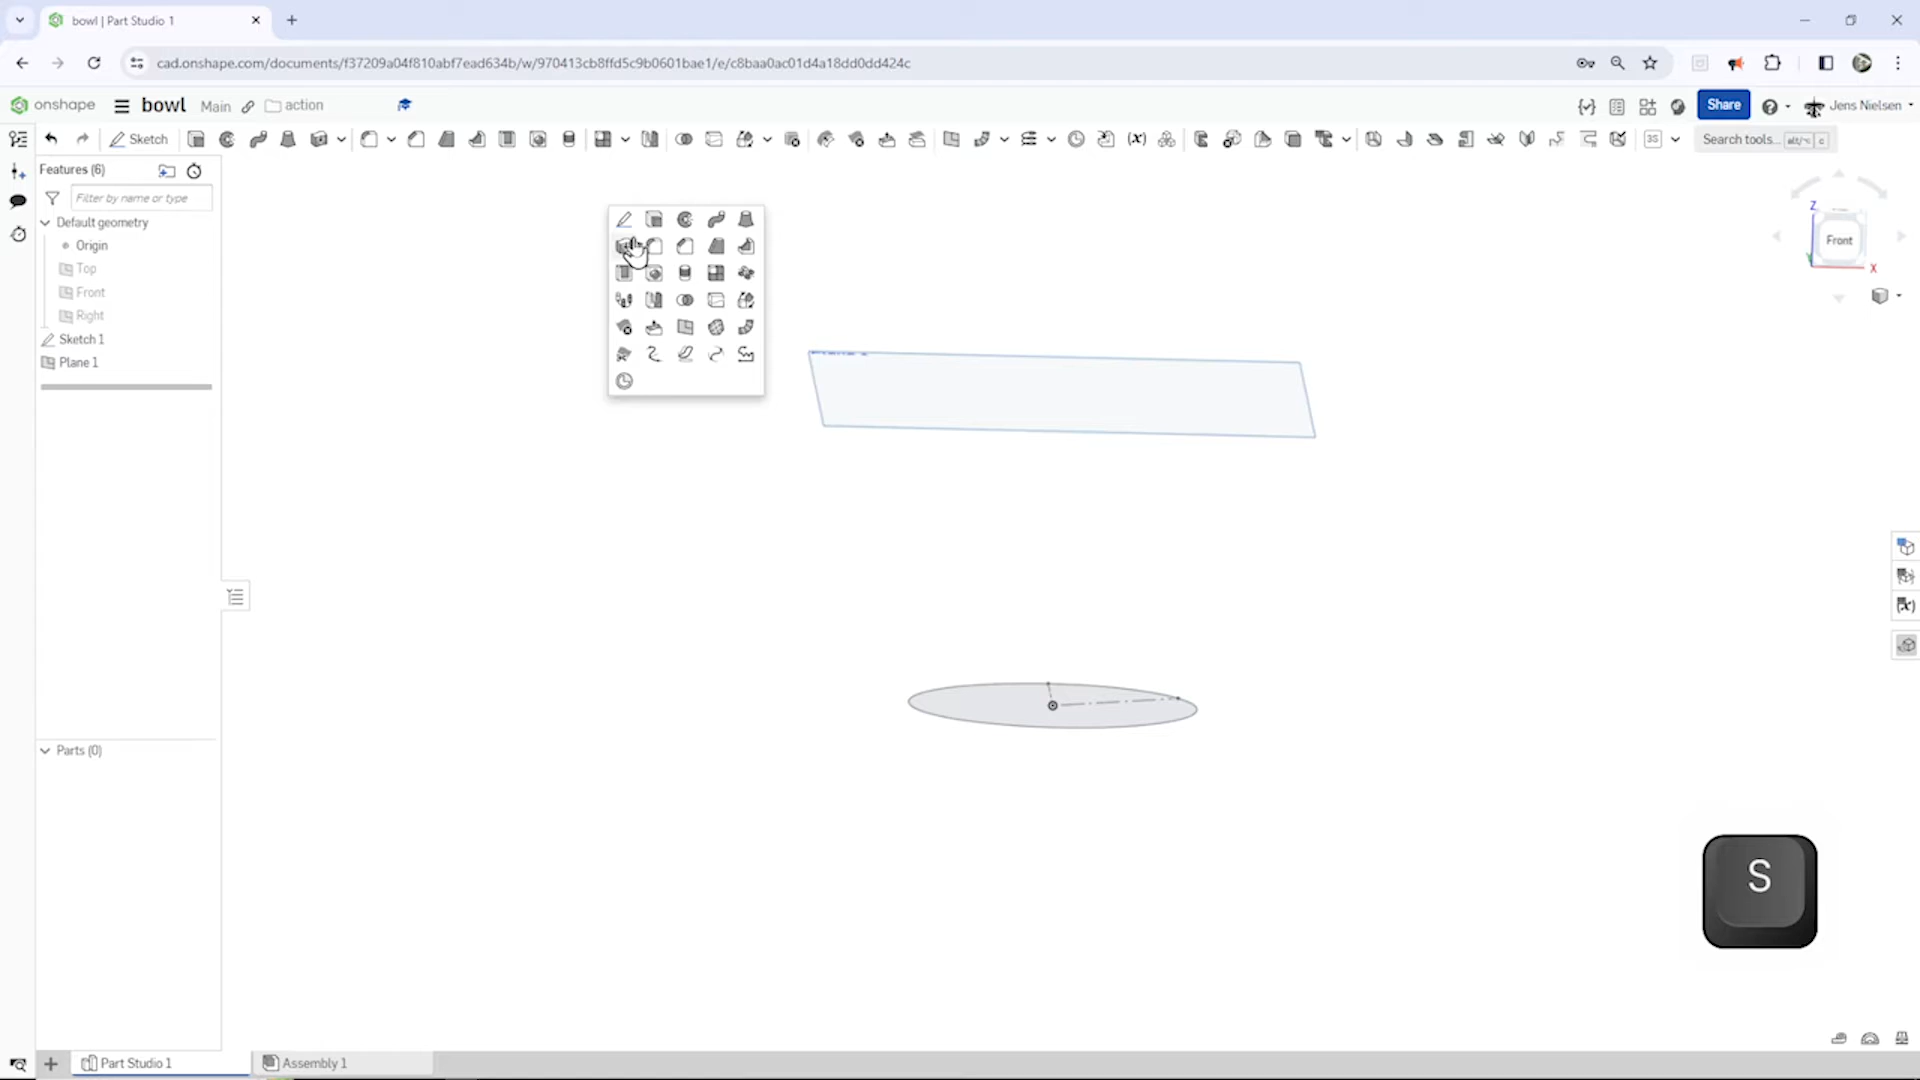 bowl | Part Studio 1
cad.onshape.com/documents/f37209a04f810abf7ead634b/w/970413cb8ffd5c9b0601bae1/e/c8baa0ac01d4a18dd0dd424c
onshape bowl Main action Share Jens Nielsen
Sketch (x) 3S Search tools... alt/⌥ c
Features (6)
Filter by name or type
Default geometry
Origin
Top
Front
Right
Sketch 1
Plane 1
Z
Front
X
(x)
Parts (0)
S
Part Studio 1 Assembly 1